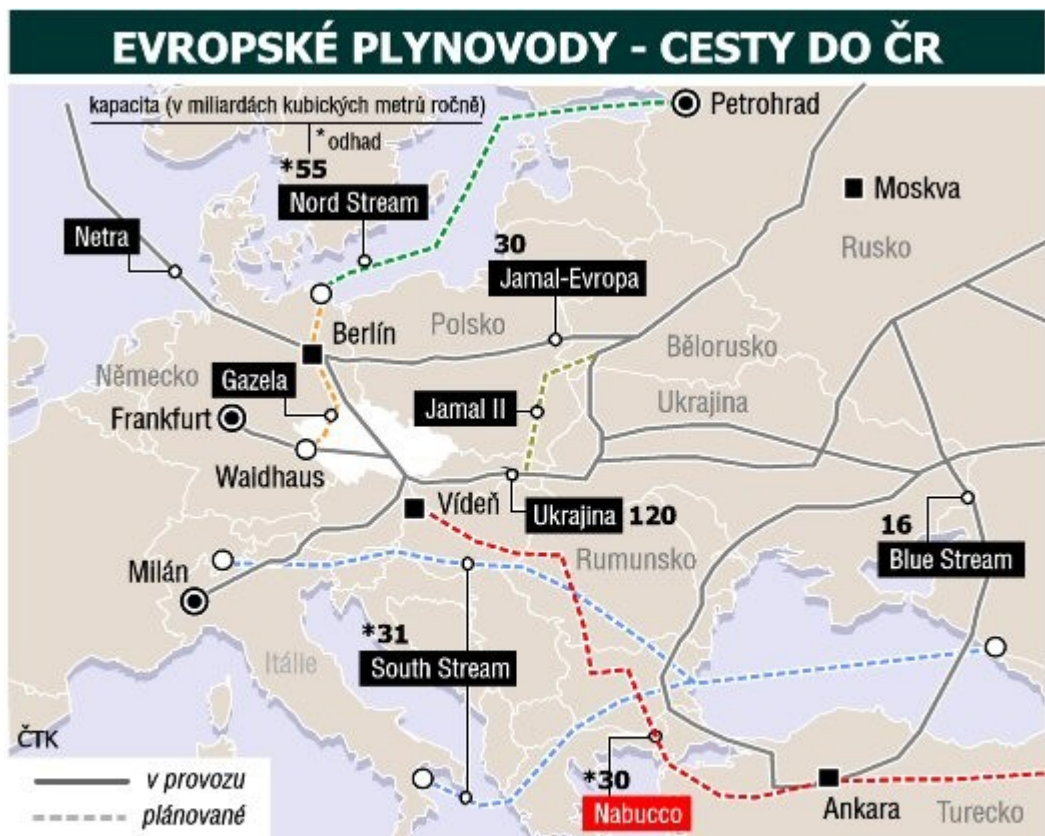 EVROPSKÉ PLYNOVODY - CESTY DO ČR
kapacita (v miliardách kubických metrů ročně)
*odhad
Petrohrad
*55
Nord Stream
Moskva
Netra
30
Jamal-Evropa
Rusko
Berlín
Polsko
Bělorusko
Německo
Gazela
Jamal II
Ukrajina
Frankfurt
Waidhaus
Vídeň
Ukrajina 120
16
Blue Stream
Rumunsko
Milán
*31
South Stream
Itálie
ČTK
v provozu
plánované
*30
Nabucco
Ankara
Turecko